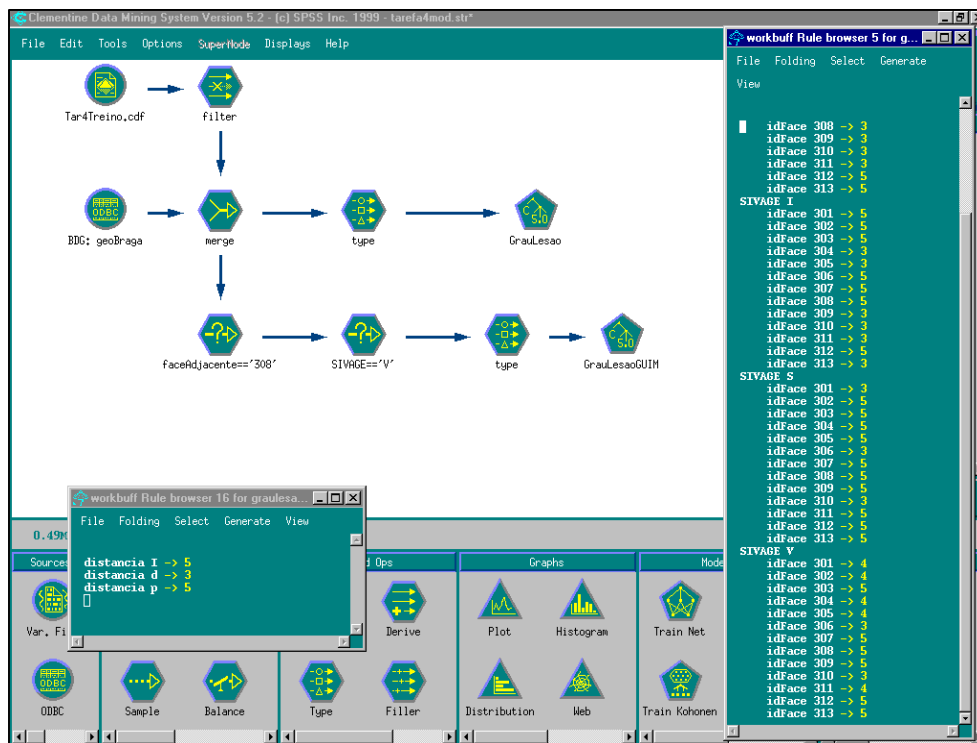 Clementine Data Mining System Version 5.2 - (c) SPSS Inc. 1999 - tarefa4mod.str*
File Edit Tools Options SuperNode Displays Help
Tar4Treino.cdf
filter
BDG: geoBraga
merge
type
GrauLesao
faceAdjacente=='308'
SIVAGE=='V'
type
GrauLesaoGUIM
workbuff Rule browser 5 for g...
File Folding Select Generate
View
idFace 308 -> 3
idFace 309 -> 3
idFace 310 -> 3
idFace 311 -> 3
idFace 312 -> 5
idFace 313 -> 5
SIVAGE I
idFace 301 -> 5
idFace 302 -> 5
idFace 303 -> 5
idFace 304 -> 3
idFace 305 -> 3
idFace 306 -> 5
idFace 307 -> 5
idFace 308 -> 5
idFace 309 -> 3
idFace 310 -> 3
idFace 311 -> 3
idFace 312 -> 5
idFace 313 -> 3
SIVAGE S
idFace 301 -> 3
idFace 302 -> 5
idFace 303 -> 5
idFace 304 -> 5
idFace 305 -> 5
idFace 306 -> 3
idFace 307 -> 5
idFace 308 -> 5
idFace 309 -> 5
idFace 310 -> 3
idFace 311 -> 5
idFace 312 -> 5
idFace 313 -> 5
SIVAGE V
idFace 301 -> 4
idFace 302 -> 4
idFace 303 -> 5
idFace 304 -> 4
idFace 305 -> 4
idFace 306 -> 3
idFace 307 -> 5
idFace 308 -> 5
idFace 309 -> 5
idFace 310 -> 3
idFace 311 -> 4
idFace 312 -> 5
idFace 313 -> 5
workbuff Rule browser 16 for graulesa...
File Folding Select Generate View
distancia I -> 5
distancia d -> 3
distancia p -> 5
0.49M
Sources
d Ops
Graphs
Mode
Var. Fi
Derive
Plot
Histogram
Train Net
ODBC
Sample
Balance
Type
Filler
Distribution
Web
Train Kohonen